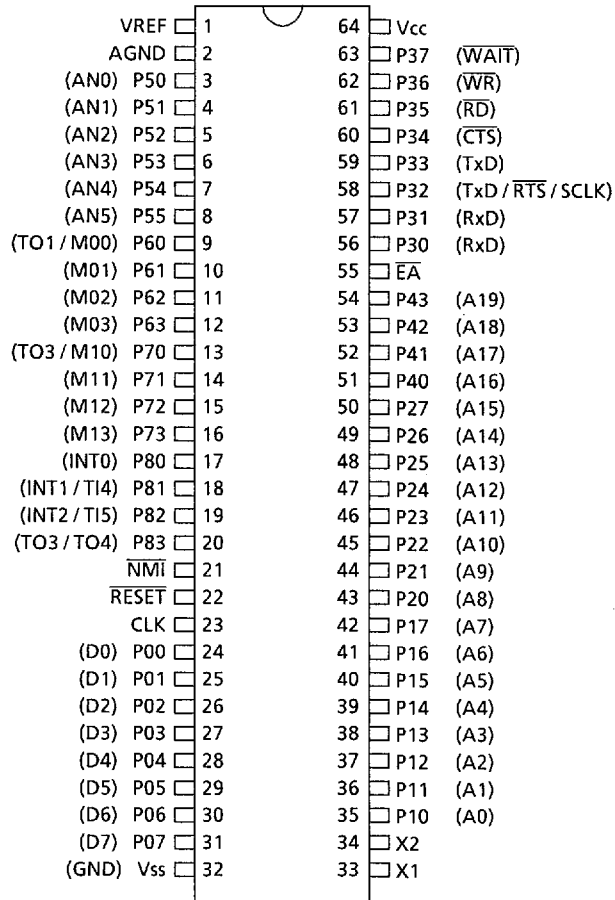 VREF 1 64 Vcc
AGND 2 63 P37 (W̅A̅I̅T̅)
(AN0) P50 3 62 P36 (W̅R̅)
(AN1) P51 4 61 P35 (R̅D̅)
(AN2) P52 5 60 P34 (C̅T̅S̅)
(AN3) P53 6 59 P33 (TxD)
(AN4) P54 7 58 P32 (TxD / R̅T̅S̅ / SCLK)
(AN5) P55 8 57 P31 (RxD)
(TO1 / M00) P60 9 56 P30 (RxD)
(M01) P61 10 55 E̅A̅
(M02) P62 11 54 P43 (A19)
(M03) P63 12 53 P42 (A18)
(TO3 / M10) P70 13 52 P41 (A17)
(M11) P71 14 51 P40 (A16)
(M12) P72 15 50 P27 (A15)
(M13) P73 16 49 P26 (A14)
(INT0) P80 17 48 P25 (A13)
(INT1 / TI4) P81 18 47 P24 (A12)
(INT2 / TI5) P82 19 46 P23 (A11)
(TO3 / TO4) P83 20 45 P22 (A10)
N̅M̅I̅ 21 44 P21 (A9)
R̅E̅S̅E̅T̅ 22 43 P20 (A8)
CLK 23 42 P17 (A7)
(D0) P00 24 41 P16 (A6)
(D1) P01 25 40 P15 (A5)
(D2) P02 26 39 P14 (A4)
(D3) P03 27 38 P13 (A3)
(D4) P04 28 37 P12 (A2)
(D5) P05 29 36 P11 (A1)
(D6) P06 30 35 P10 (A0)
(D7) P07 31 34 X2
(GND) Vss 32 33 X1